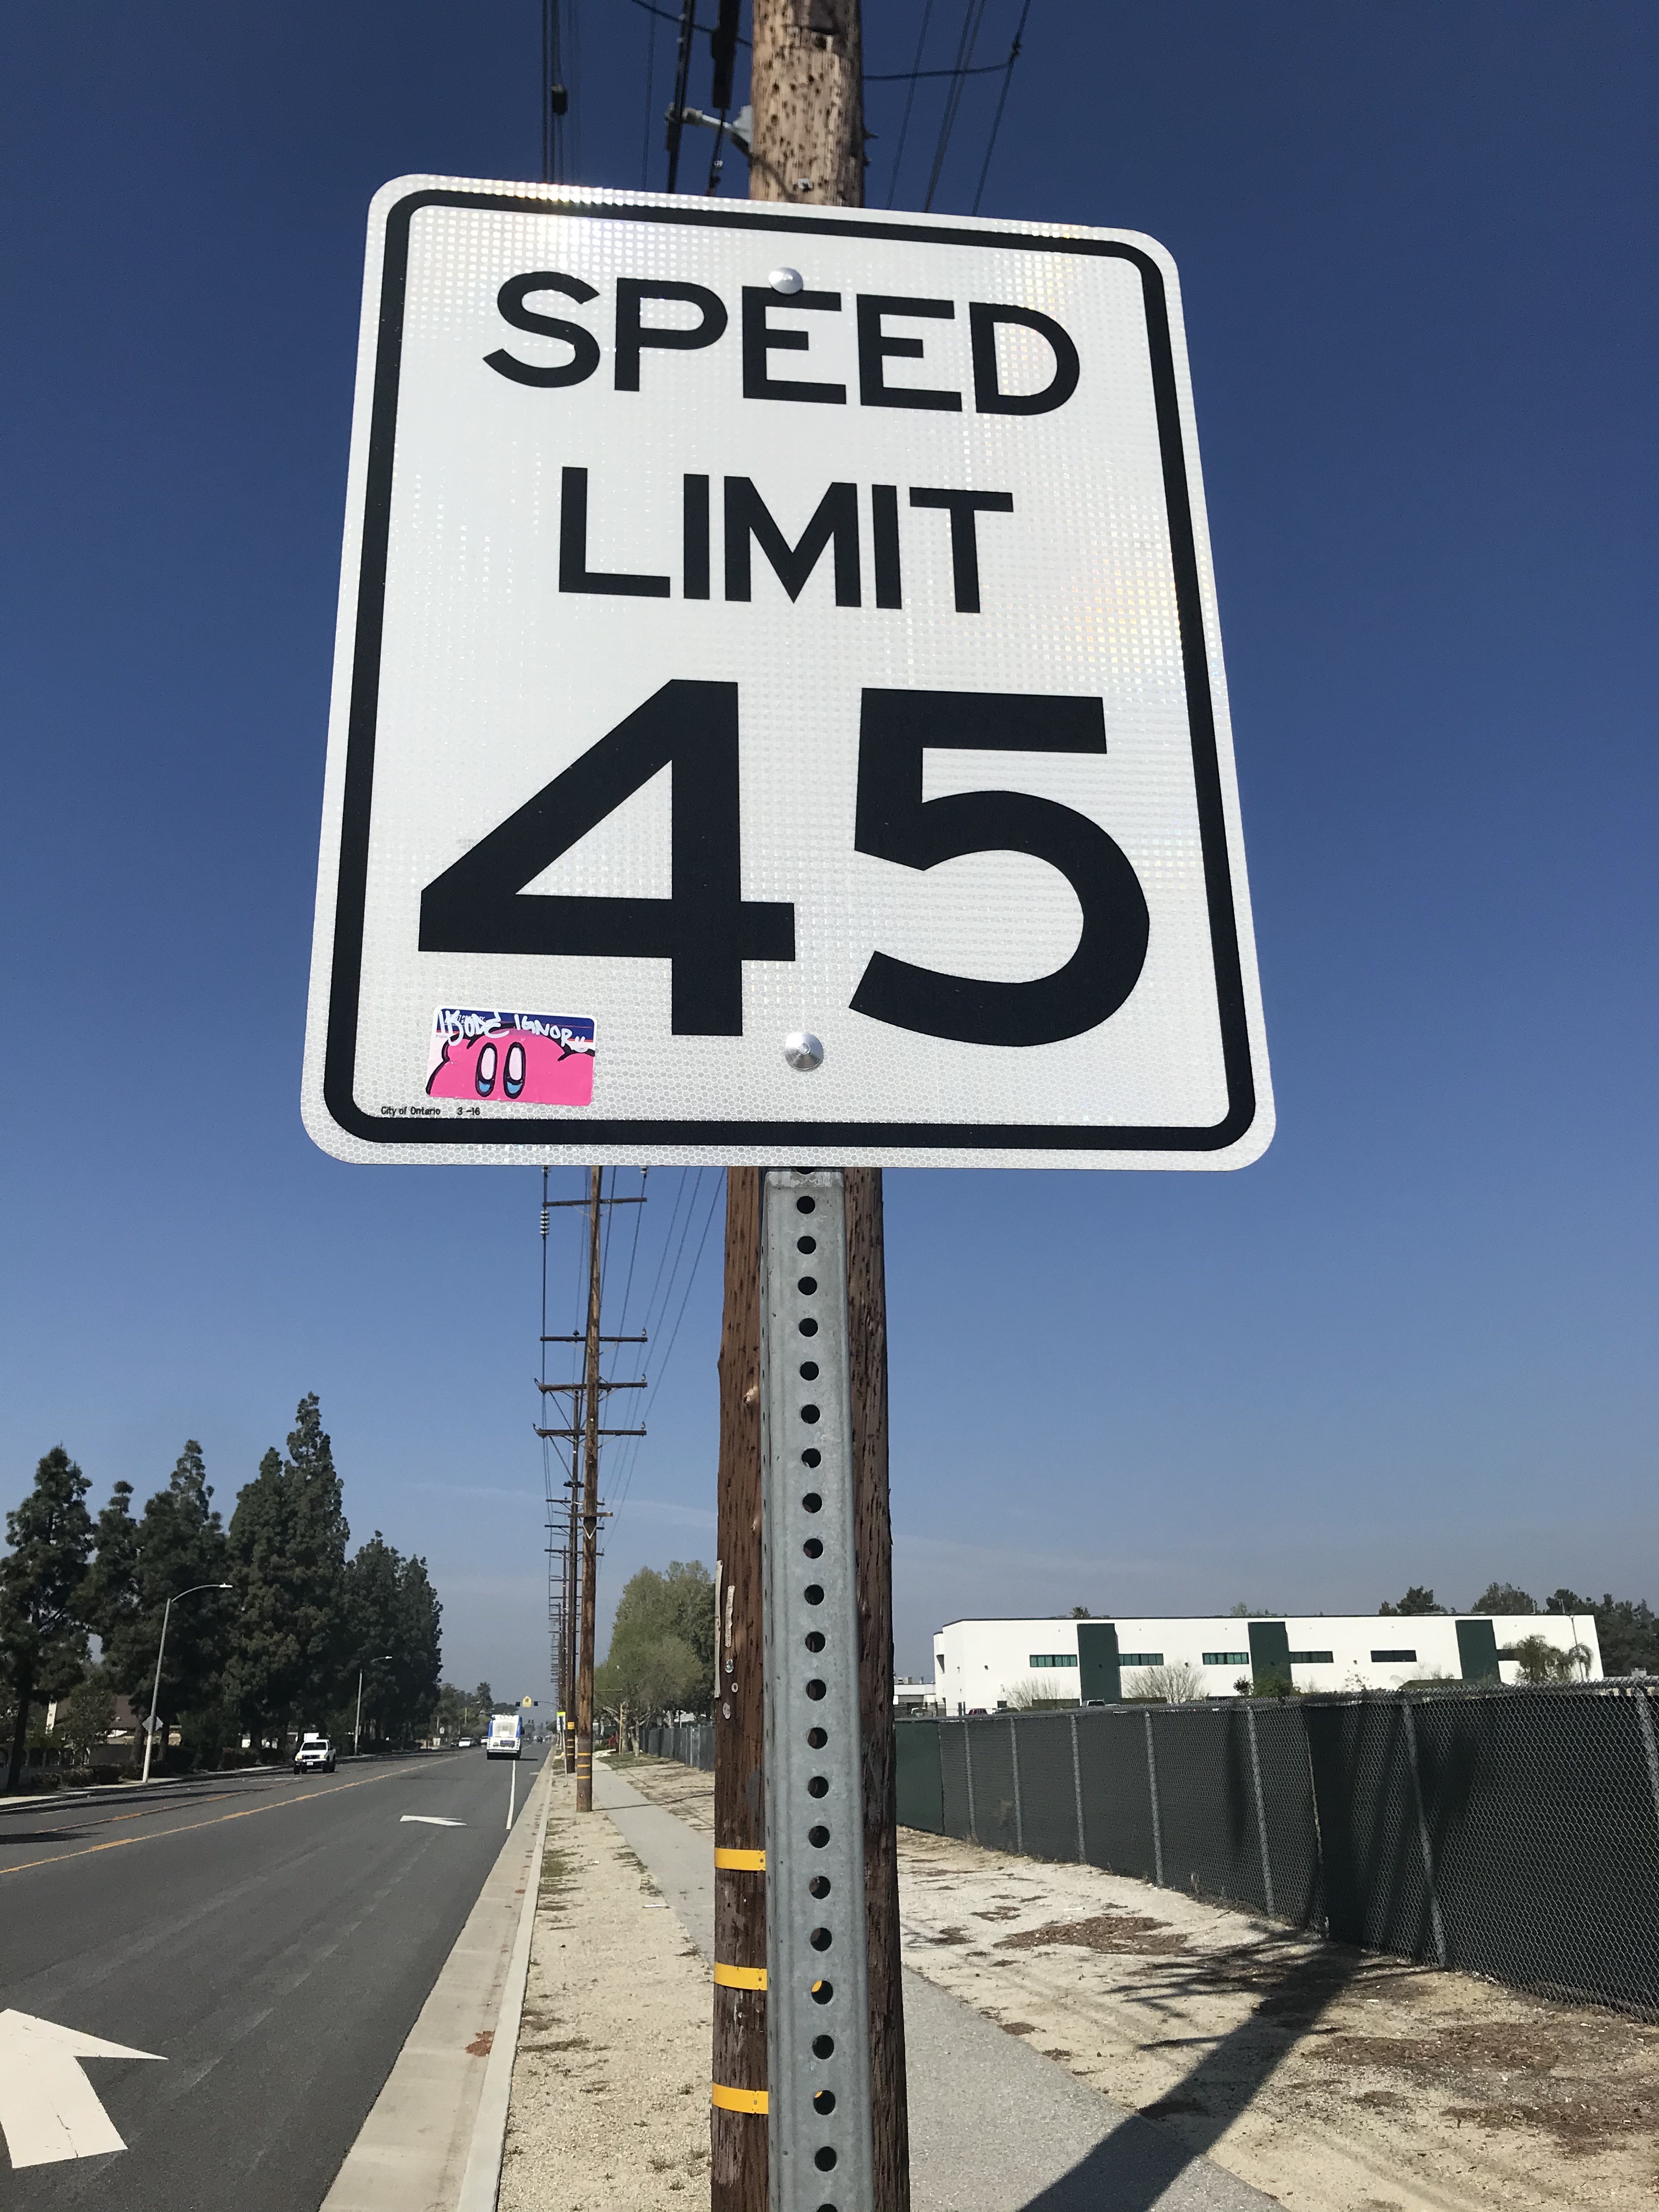 SPEED
LIMIT
45
City of Ontario 3-16